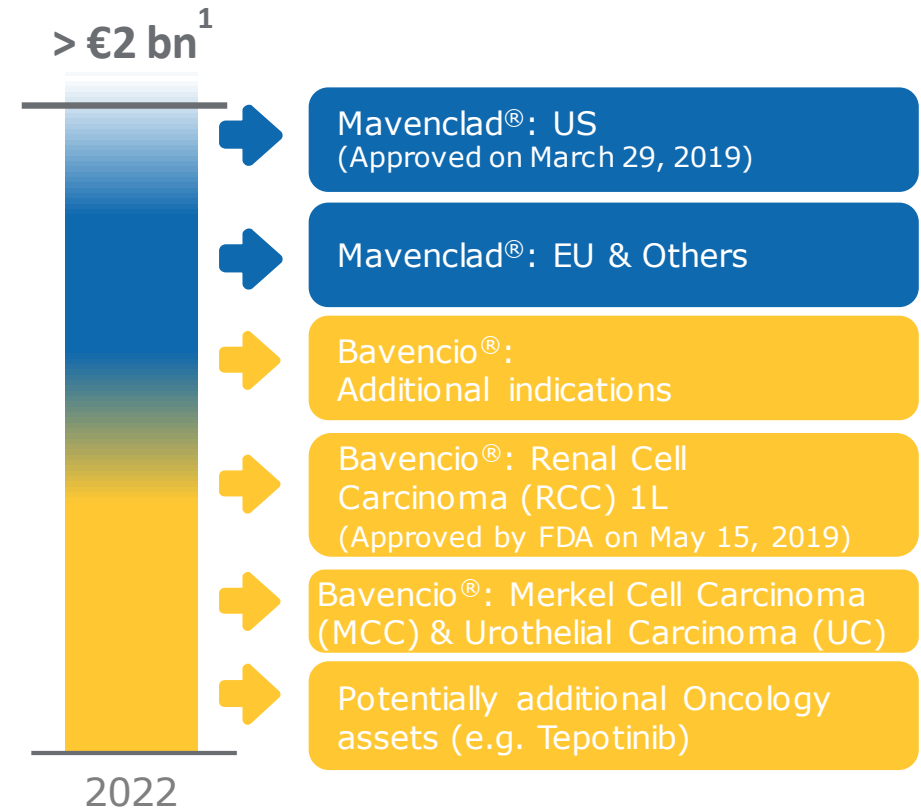 > €2 bn¹
Mavenclad®: US
(Approved on March 29, 2019)
Mavenclad®: EU & Others
Bavencio®:
Additional indications
Bavencio®: Renal Cell
Carcinoma (RCC) 1L
(Approved by FDA on May 15, 2019)
Bavencio®: Merkel Cell Carcinoma
(MCC) & Urothelial Carcinoma (UC)
Potentially additional Oncology
assets (e.g. Tepotinib)
2022